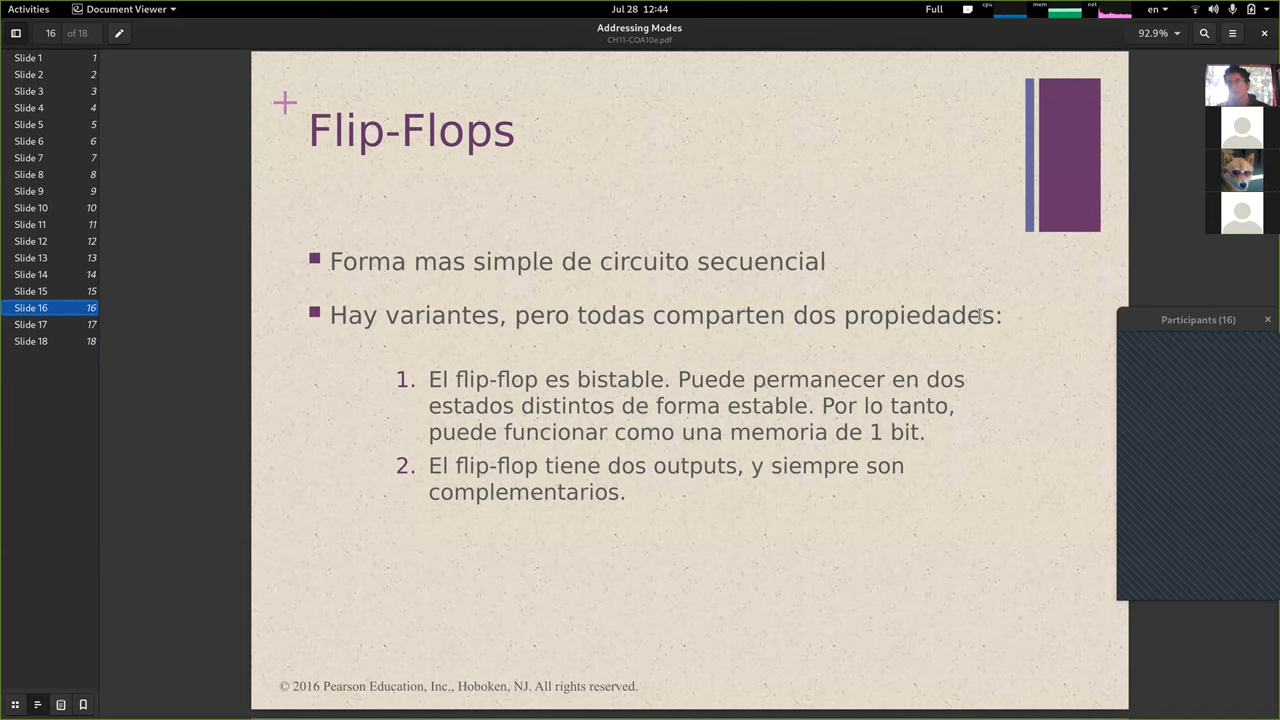 Activities
Document Viewer
Jul 28 12:44
Full
cpu
mem
net
en
16 of 18
Addressing Modes
CH11-COA10e.pdf
92.9%
Slide 1 1
Slide 2 2
Slide 3 3
Slide 4 4
Slide 5 5
Slide 6 6
Slide 7 7
Slide 8 8
Slide 9 9
Slide 10 10
Slide 11 11
Slide 12 12
Slide 13 13
Slide 14 14
Slide 15 15
Slide 16 16
Slide 17 17
Slide 18 18
+
Flip-Flops
Forma mas simple de circuito secuencial
Hay variantes, pero todas comparten dos propiedades:
1. El flip-flop es bistable. Puede permanecer en dos
estados distintos de forma estable. Por lo tanto,
puede funcionar como una memoria de 1 bit.
2. El flip-flop tiene dos outputs, y siempre son
complementarios.
© 2016 Pearson Education, Inc., Hoboken, NJ. All rights reserved.
Participants (16)